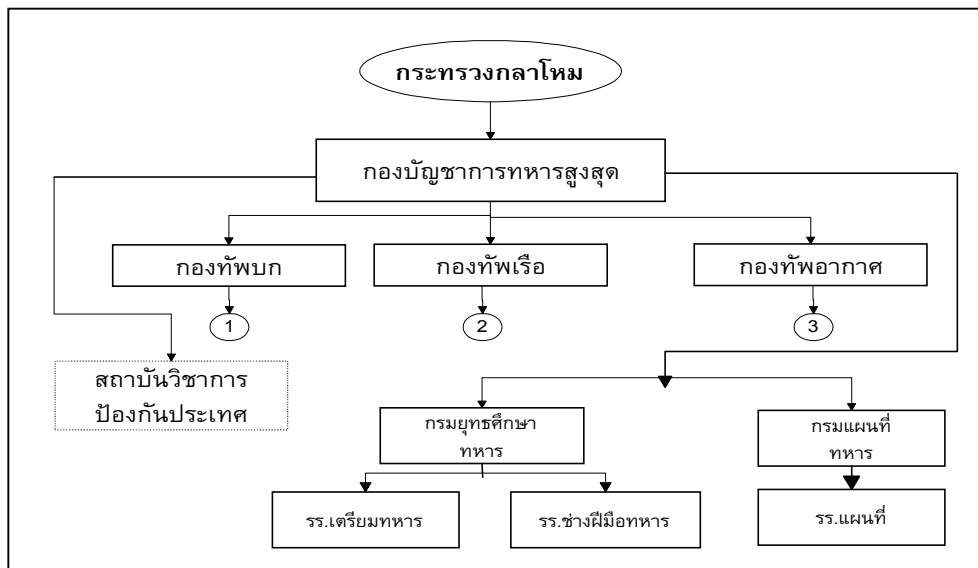 กระทรวงกลาโหม
กองบัญชาการทหารสูงสุด
กองทัพบก
กองทัพเรือ
กองทัพอากาศ
1
2
3
สถาบันวิชาการ
ป้องกันประเทศ
กรมยุทธศึกษา
ทหาร
กรมแผนที่
ทหาร
รร.เตรียมทหาร
รร.ช่างฝีมือทหาร
รร.แผนที่